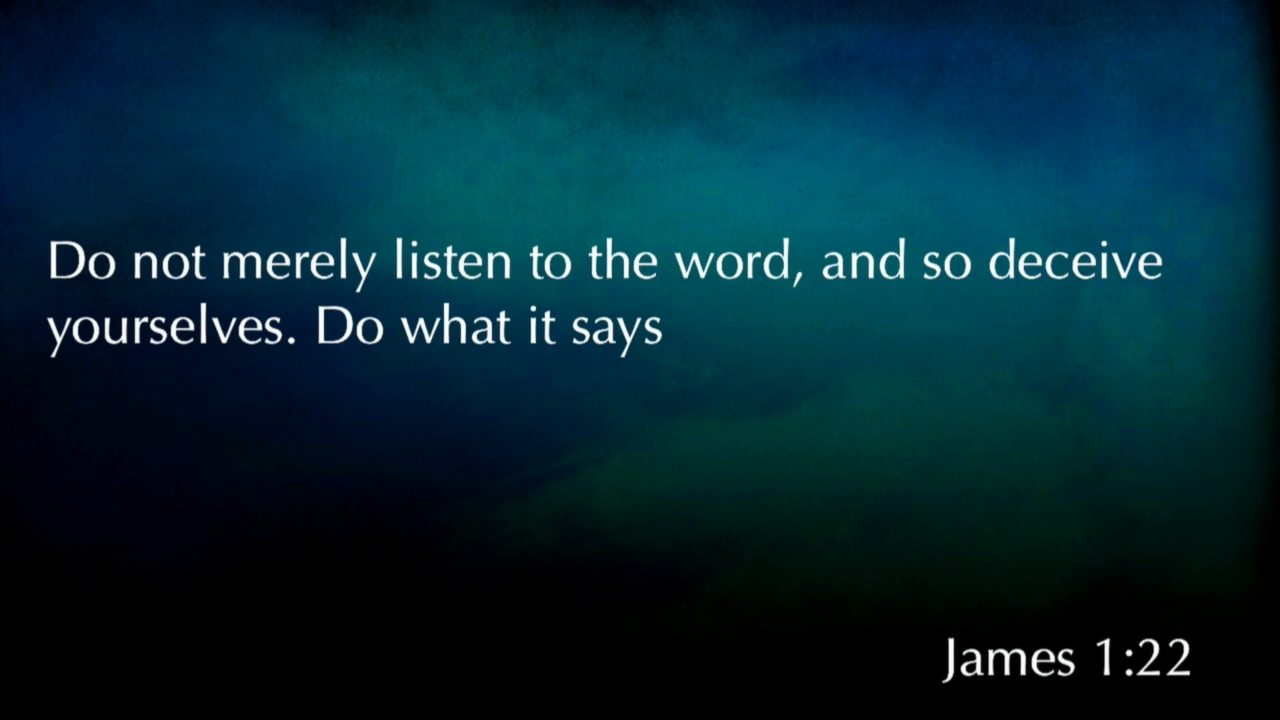 Do not merely listen to the word, and so deceive
yourselves. Do what it says
James 1:22